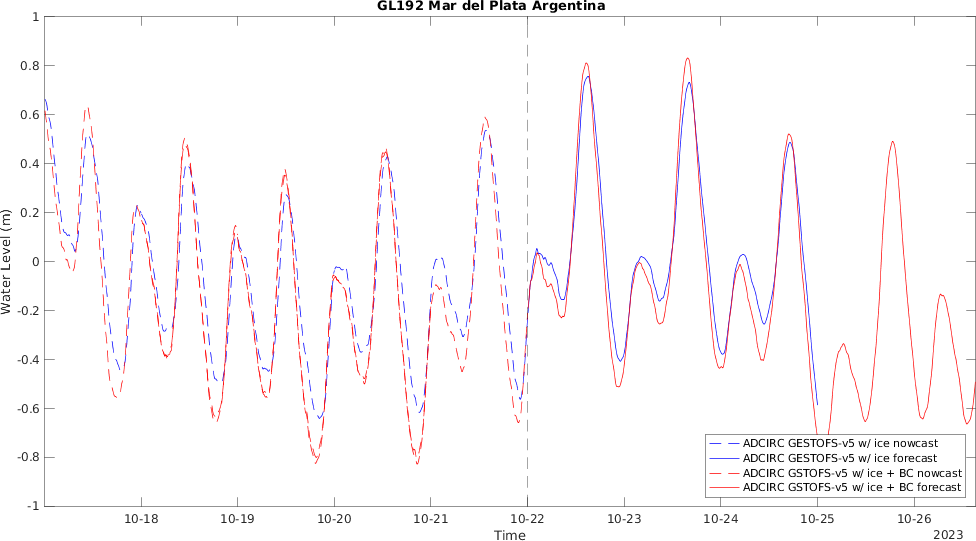 GL192 Mar del Plata Argentina
1
0.8
0.6
0.4
0.2
0
-0.2
-0.4
-0.6
-0.8
-1
Water Level (m)
ADCIRC GESTOFS-v5 w/ ice nowcast
ADCIRC GESTOFS-v5 w/ ice forecast
ADCIRC GSTOFS-v5 w/ ice + BC nowcast
ADCIRC GSTOFS-v5 w/ ice + BC forecast
10-18 10-19 10-20 10-21 10-22 10-23 10-24 10-25 10-26
Time
2023